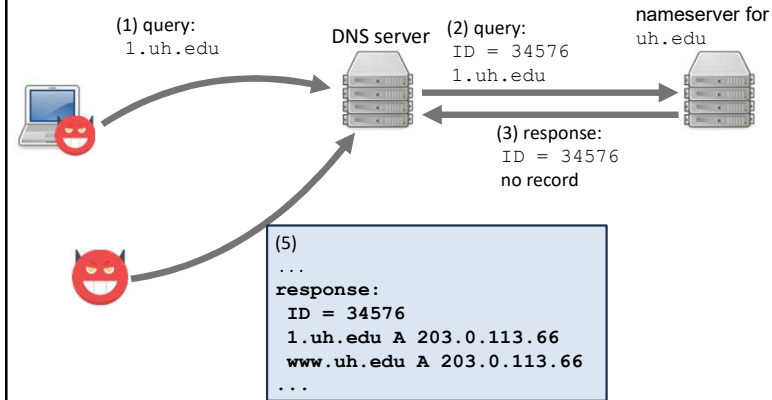 (1) query:
1.uh.edu
DNS server
(2) query:
ID = 34576
1.uh.edu
nameserver for
uh.edu
(3) response:
ID = 34576
no record
(5)
...
response:
ID = 34576
1.uh.edu A 203.0.113.66
www.uh.edu A 203.0.113.66
...